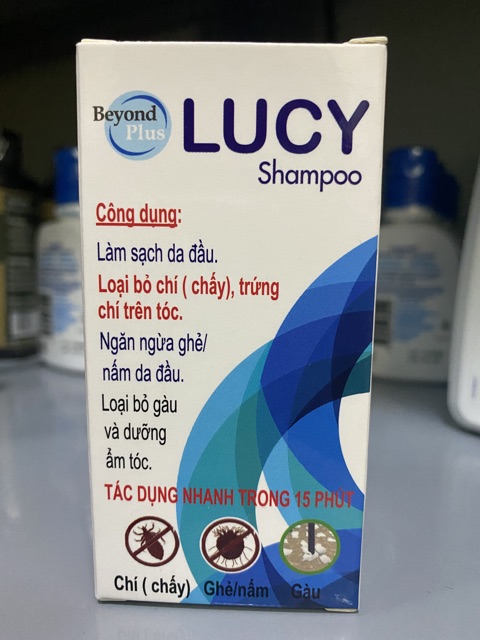 Beyond
Plus
LUCY
Shampoo
Công dụng:
Làm sạch da đầu.
Loại bỏ chí ( chấy), trứng
chí trên tóc.
Ngăn ngừa ghẻ/
nấm da đầu.
Loại bỏ gàu
và dưỡng
ẩm tóc.
TÁC DỤNG NHANH TRONG 15 PHÚT
Chí ( chấy) Ghẻ/nấm Gàu